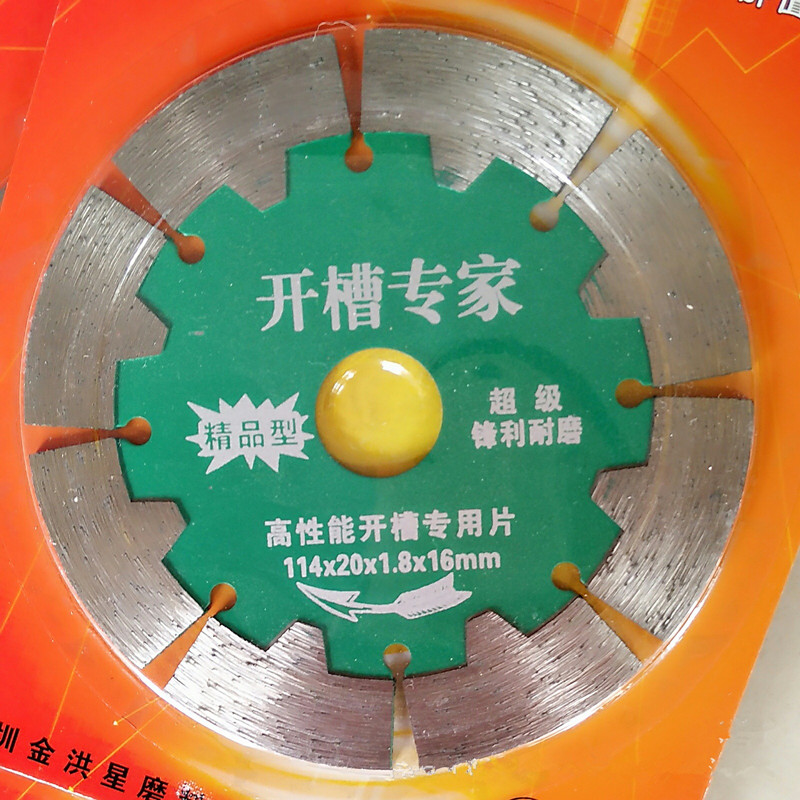 开槽专家
精品型
超级
锋利耐磨
高性能开槽专用片
114x20x1.8x16mm
圳金洪星磨